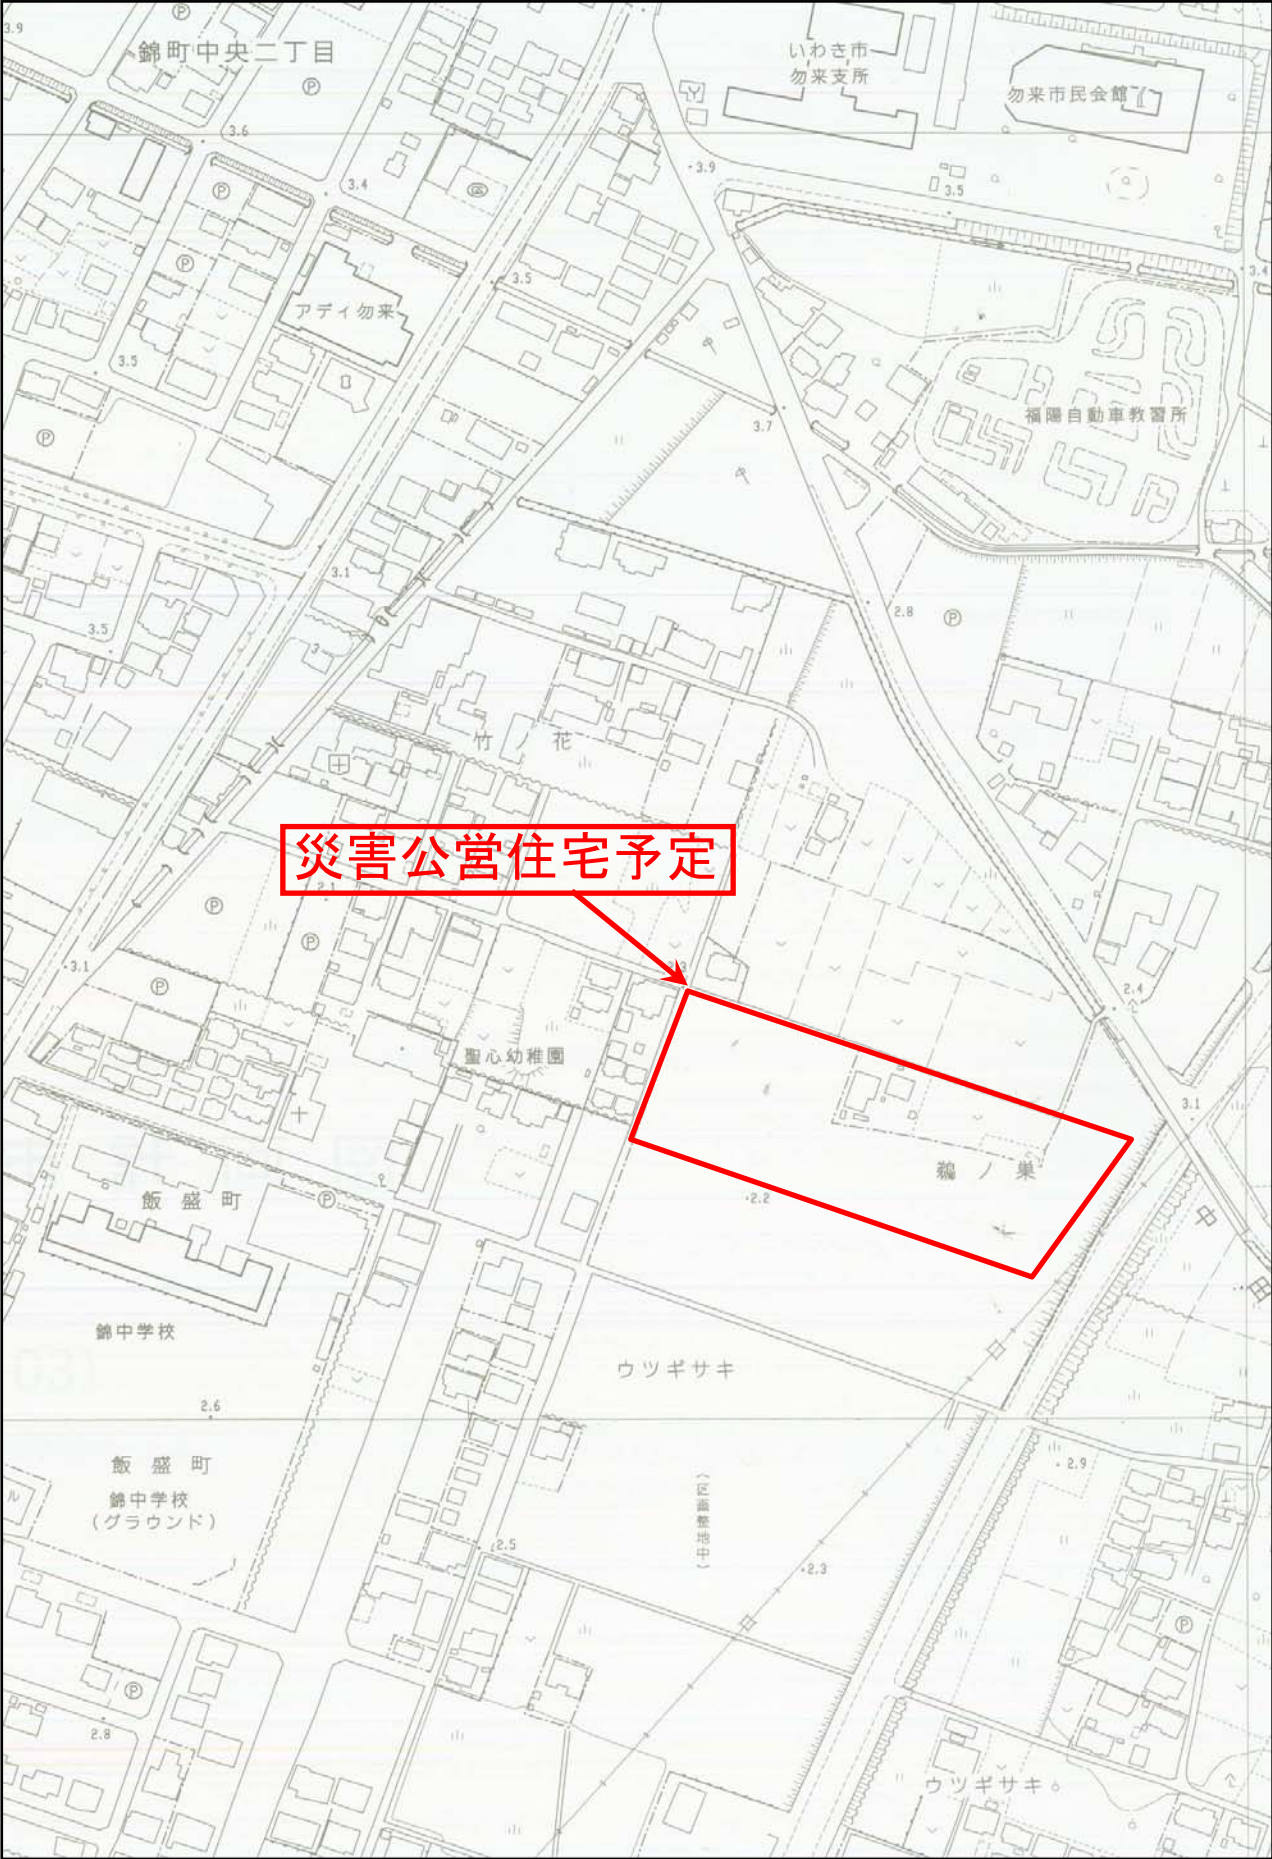 3.9
錦町中央二丁目
いわき市
勿来支所
勿来市民会館
3.6
3.4
3.9
3.5
3.5
3.4
アディ勿来
3.5
3.7
福陽自動車教習所
3.1
2.8
3.5
竹ノ花
災害公営住宅予定
2.1
3.1
2.4
聖心幼稚園
3.1
鵜ノ巣
2.2
飯盛町
錦中学校
ウツギサキ
2.6
飯盛町
錦中学校
(グラウンド)
ル
2.9
(区画整地中)
2.5
2.3
2.8
ウツギサキ